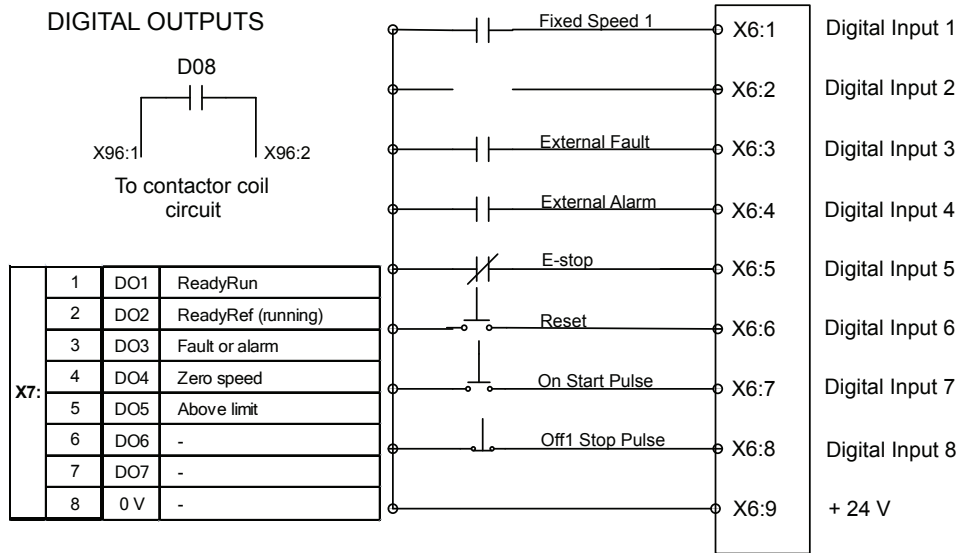 DIGITAL OUTPUTS
D08
X96:1 X96:2
To contactor coil
circuit
X7:
1 DO1 ReadyRun
2 DO2 ReadyRef (running)
3 DO3 Fault or alarm
4 DO4 Zero speed
5 DO5 Above limit
6 DO6 -
7 DO7 -
8 0 V -
Fixed Speed 1 X6:1 Digital Input 1
X6:2 Digital Input 2
External Fault X6:3 Digital Input 3
External Alarm X6:4 Digital Input 4
E-stop X6:5 Digital Input 5
Reset X6:6 Digital Input 6
On Start Pulse X6:7 Digital Input 7
Off1 Stop Pulse X6:8 Digital Input 8
X6:9 + 24 V